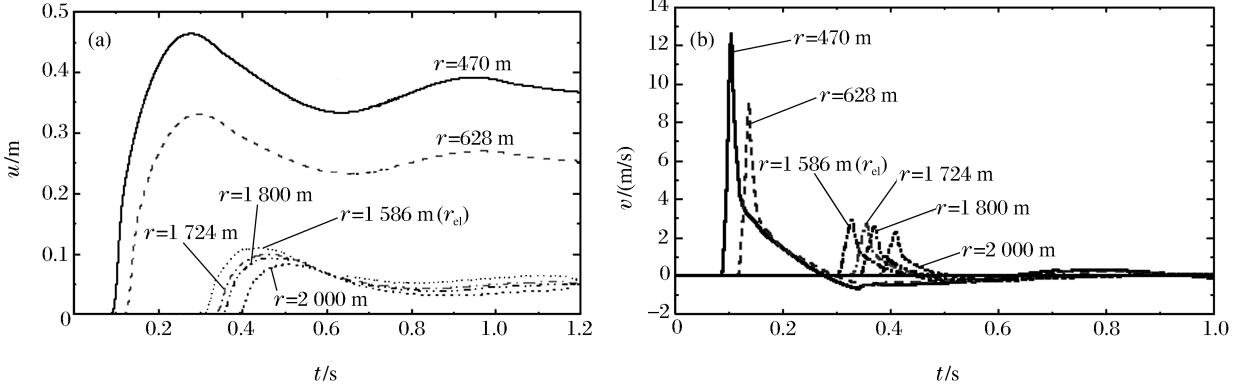 (a)
u/m
0.5
0.4
0.3
0.2
0.1
0
0.2
0.4
0.6
0.8
1.0
1.2
t/s
r=470 m
r=628 m
r=1 800 m
r=1 586 m(rel)
r=1 724 m
r=2 000 m
(b)
v/(m/s)
14
12
10
8
6
4
2
0
−2
0
0.2
0.4
0.6
0.8
1.0
t/s
r=470 m
r=628 m
r=1 586 m(rel)
r=1 724 m
r=1 800 m
r=2 000 m